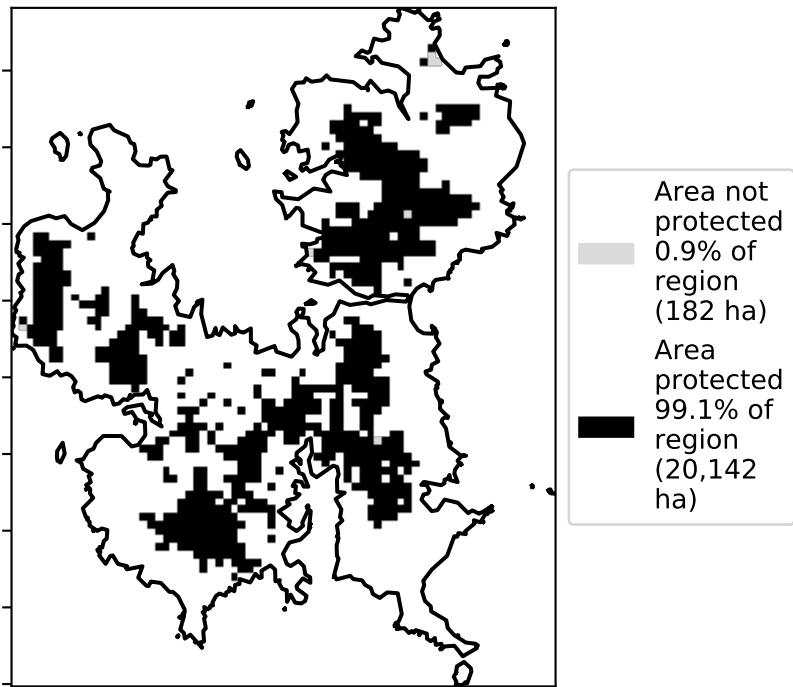 Area not
protected
0.9% of
region
(182 ha)
Area
protected
99.1% of
region
(20,142
ha)